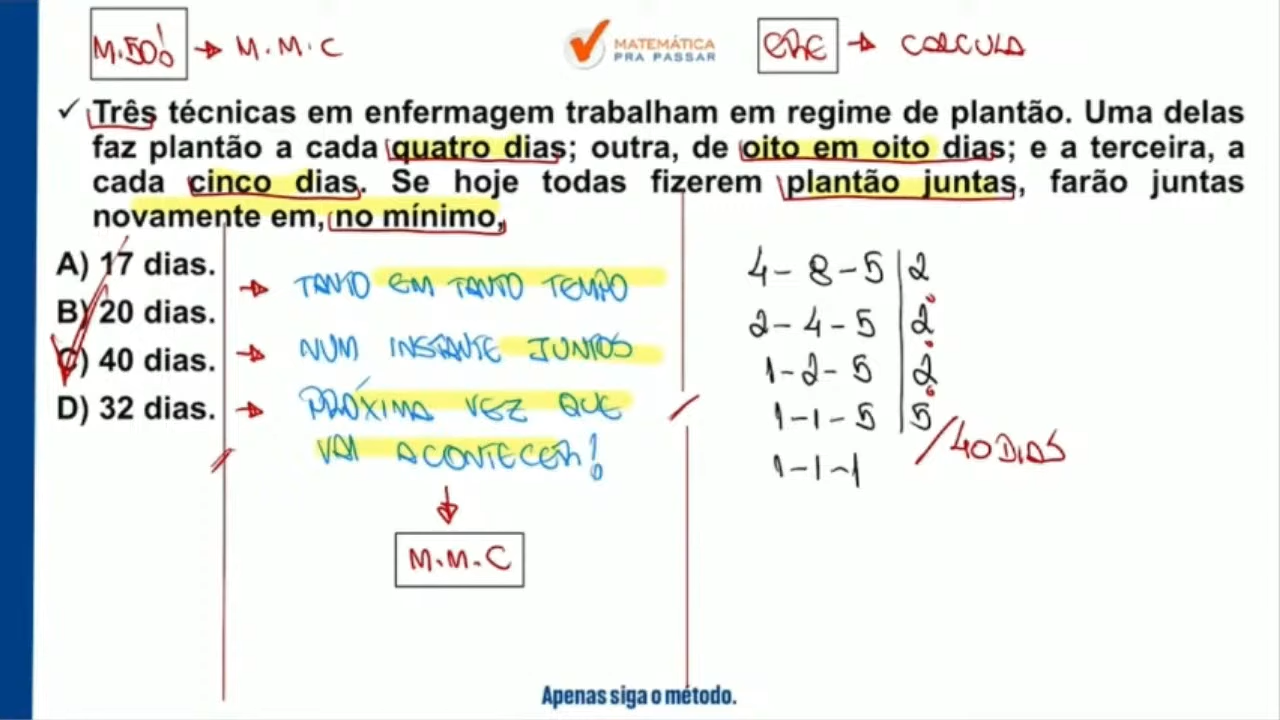 M.500 → M.M.C
MATEMÁTICA
PRA PASSAR
→ CALCULA
✓ Três técnicas em enfermagem trabalham em regime de plantão. Uma delas
faz plantão a cada quatro dias; outra, de oito em oito dias; e a terceira, a
cada cinco dias. Se hoje todas fizerem plantão juntas, farão juntas
novamente em, no mínimo,
A) 17 dias.
B) 20 dias.
C) 40 dias.
D) 32 dias.
→ TANTO EM TANTO TEMPO
→ NUM INSTANTE JUNTOS
→ PRÓXIMA VEZ QUE
VAI ACONTECER!
M.M.C
4 - 8 - 5 | 2
2 - 4 - 5 | 2
1 - 2 - 5 | 2
1 - 1 - 5 | 5
1 - 1 - 1
/40 DIAS
Apenas siga o método.